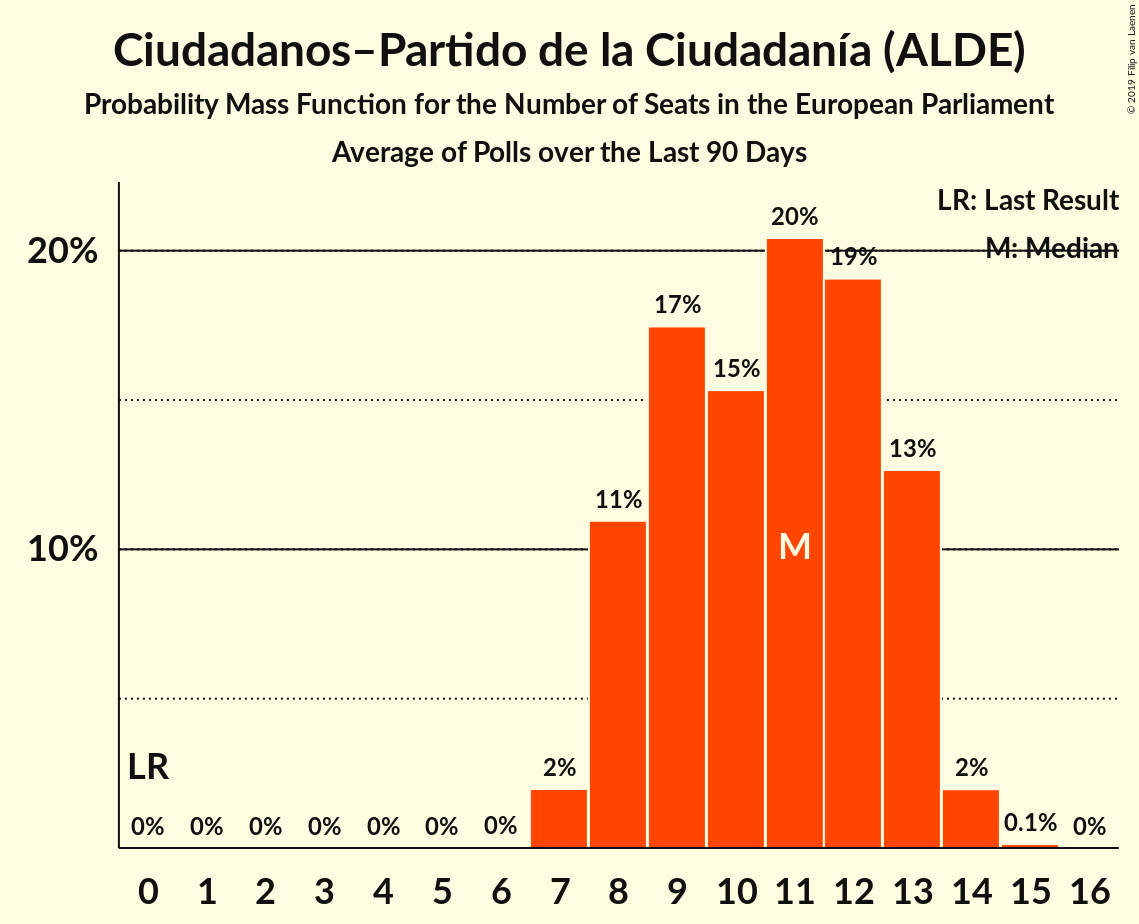 Ciudadanos–Partido de la Ciudadanía (ALDE)
Probability Mass Function for the Number of Seats in the European Parliament
Average of Polls over the Last 90 Days
© 2019 Filip van Laenen
LR: Last Result
M: Median
20%
10%
20%
19%
17%
15%
13%
11%
M
LR
0% 0% 0% 0% 0% 0% 0% 2% 2% 0.1% 0%
0 1 2 3 4 5 6 7 8 9 10 11 12 13 14 15 16